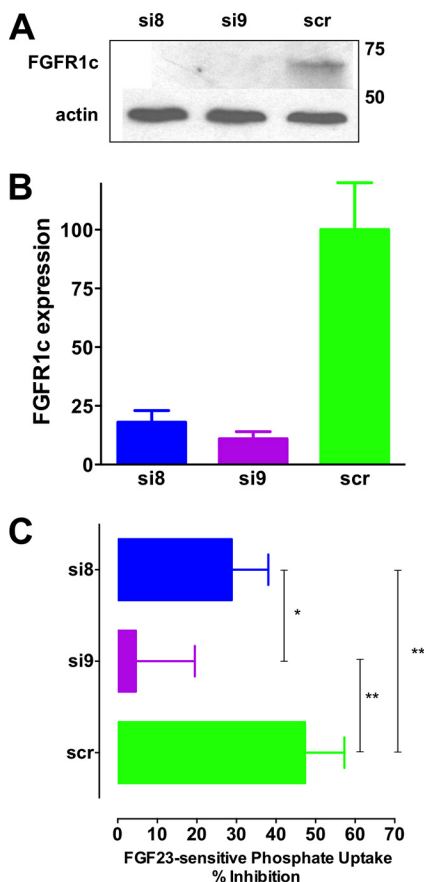 A
si8 si9 scr
FGFR1c
75
50
actin
B
FGFR1c expression
100
75
50
25
0
si8 si9 scr
C
si8
*
**
si9
**
scr
0 10 20 30 40 50 60 70
FGF23-sensitive Phosphate Uptake
% Inhibition